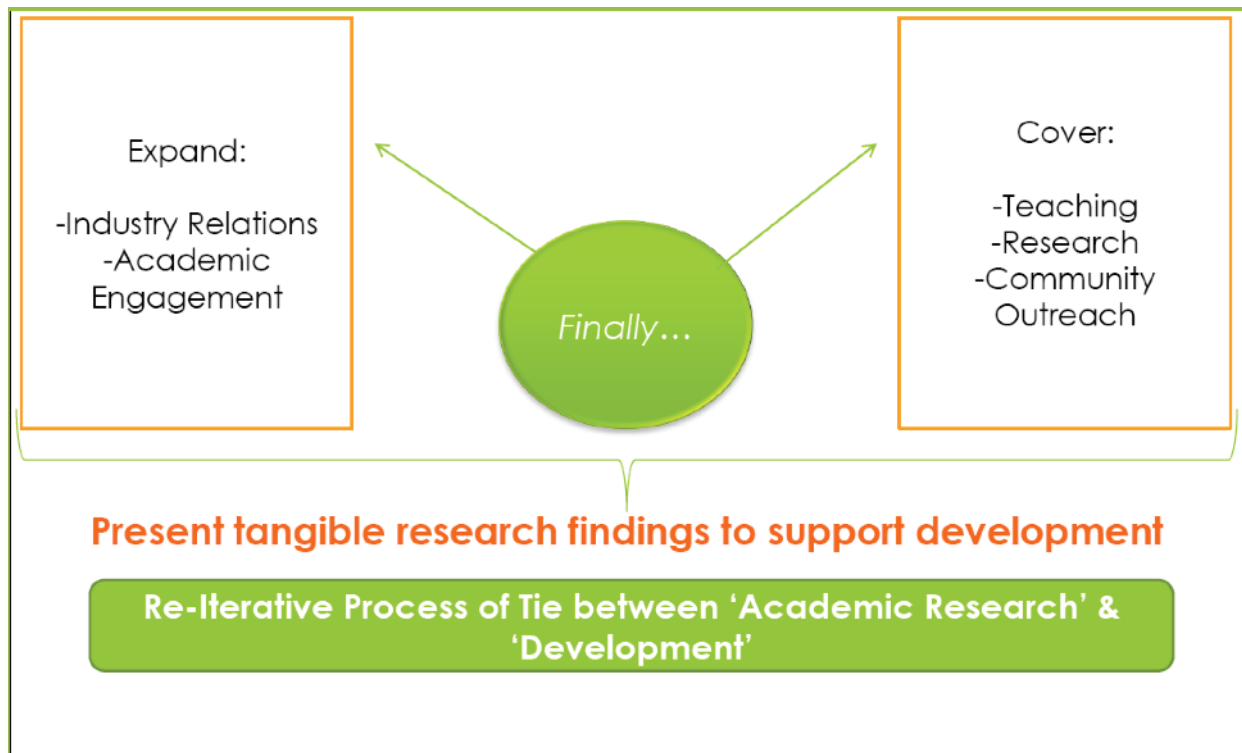 Expand:
-Industry Relations
-Academic
Engagement
Finally…
Cover:
-Teaching
-Research
-Community
Outreach
Present tangible research findings to support development
Re-Iterative Process of Tie between ‘Academic Research’ &
‘Development’